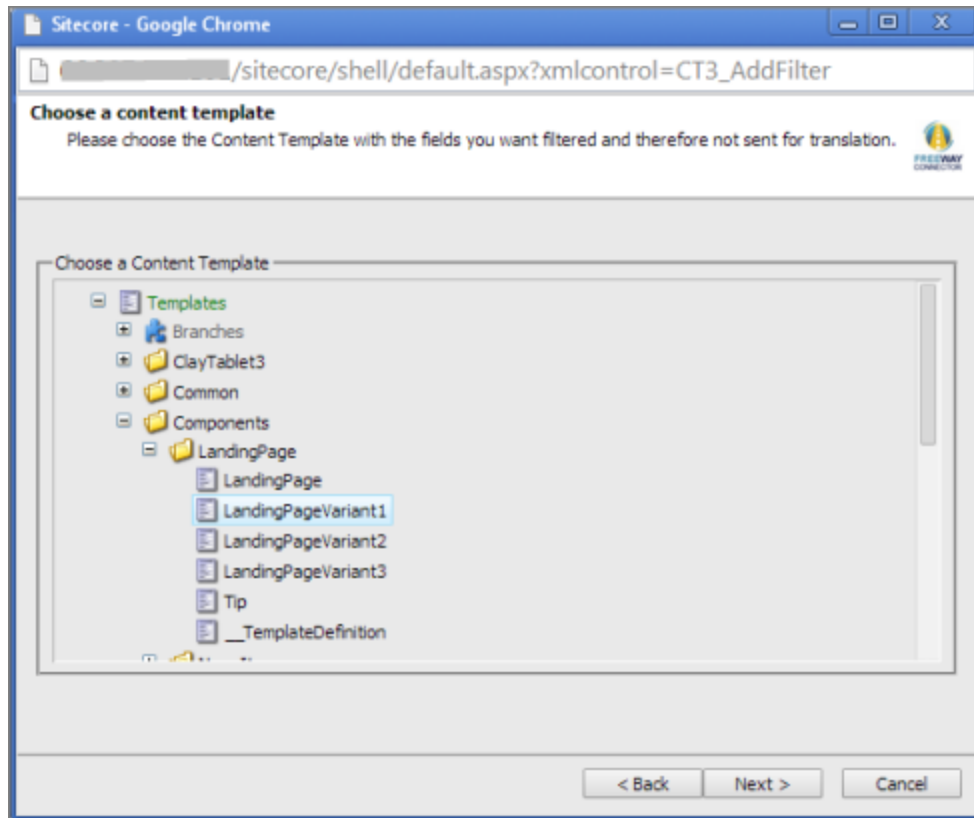 Sitecore - Google Chrome
/sitecore/shell/default.aspx?xmlcontrol=CT3_AddFilter
Choose a content template
Please choose the Content Template with the fields you want filtered and therefore not sent for translation.
FREEWAY
CONNECTOR
Choose a Content Template
Templates
Branches
ClayTablet3
Common
Components
LandingPage
LandingPage
LandingPageVariant1
LandingPageVariant2
LandingPageVariant3
Tip
__TemplateDefinition
< Back Next > Cancel